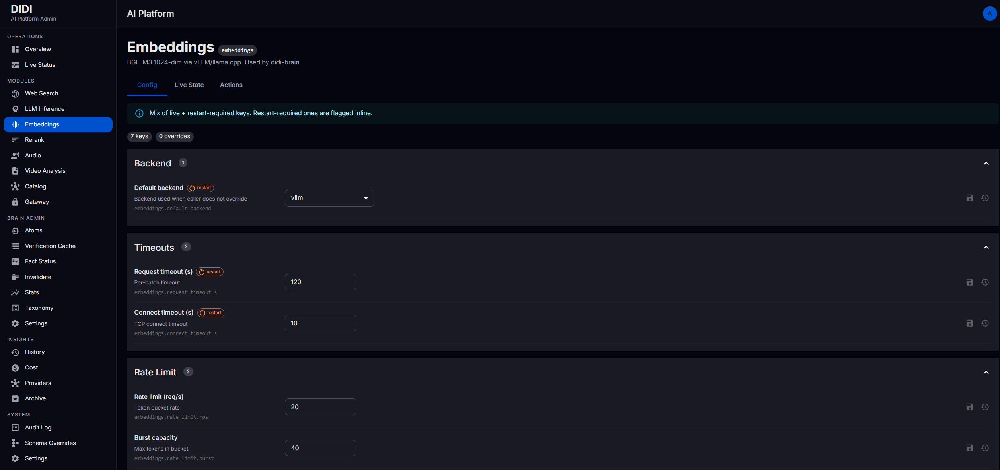 DIDI
AI Platform Admin
OPERATIONS
Overview
Live Status
MODULES
Web Search
LLM Inference
Embeddings
Rerank
Audio
Video Analysis
Catalog
Gateway
BRAIN ADMIN
Atoms
Verification Cache
Fact Status
Invalidate
Stats
Taxonomy
Settings
INSIGHTS
History
Cost
Providers
Archive
SYSTEM
Audit Log
Schema Overrides
Settings
AI Platform
A
Embeddings embeddings
BGE-M3 1024-dim via vLLM/llama.cpp. Used by didi-brain.
Config Live State Actions
Mix of live + restart-required keys. Restart-required ones are flagged inline.
7 keys 0 overrides
Backend 1
Default backend restart
Backend used when caller does not override
embeddings.default_backend
vllm
Timeouts 2
Request timeout (s) restart
Per-batch timeout
embeddings.request_timeout_s
120
Connect timeout (s) restart
TCP connect timeout
embeddings.connect_timeout_s
10
Rate Limit 2
Rate limit (req/s)
Token bucket rate
embeddings.rate_limit.rps
20
Burst capacity
Max tokens in bucket
embeddings.rate_limit.burst
40